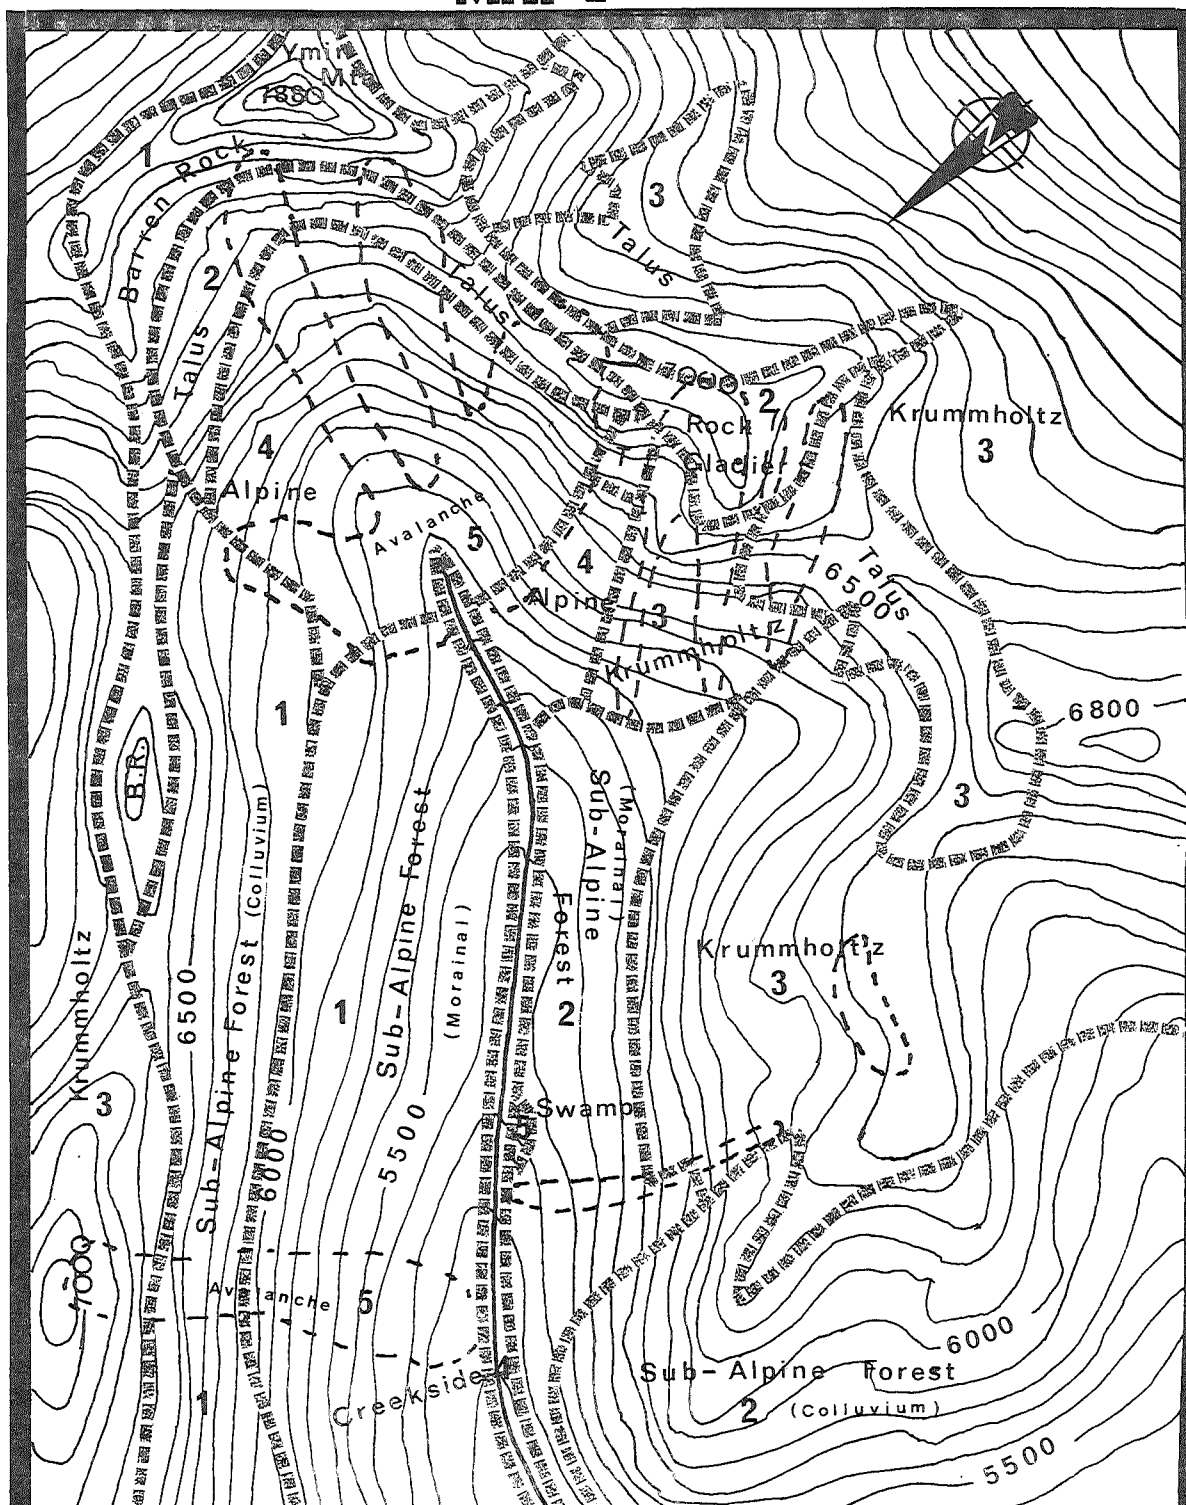 Ymir
Mt.
7880
1
Barren Rock
2
Talus
3
Talus
Talus
7000
2
Rock
Glacier
Krummholtz
3
4
Alpine
Avalanche
5
4
Alpine
3
Krummholtz
6500
Talus
6800
3
1
B.R.
Sub-Alpine Forest
(Colluvium)
Sub-Alpine Forest
(Morainal)
1
Sub-Alpine
Forest
(Morainal)
2
Krummholtz
3
Krummholtz
3
6500
6000
5500
Swamp
5
7000
Avalanche
5
Creekside
1
Sub-Alpine Forest
2
(Colluvium)
6000
5500
N